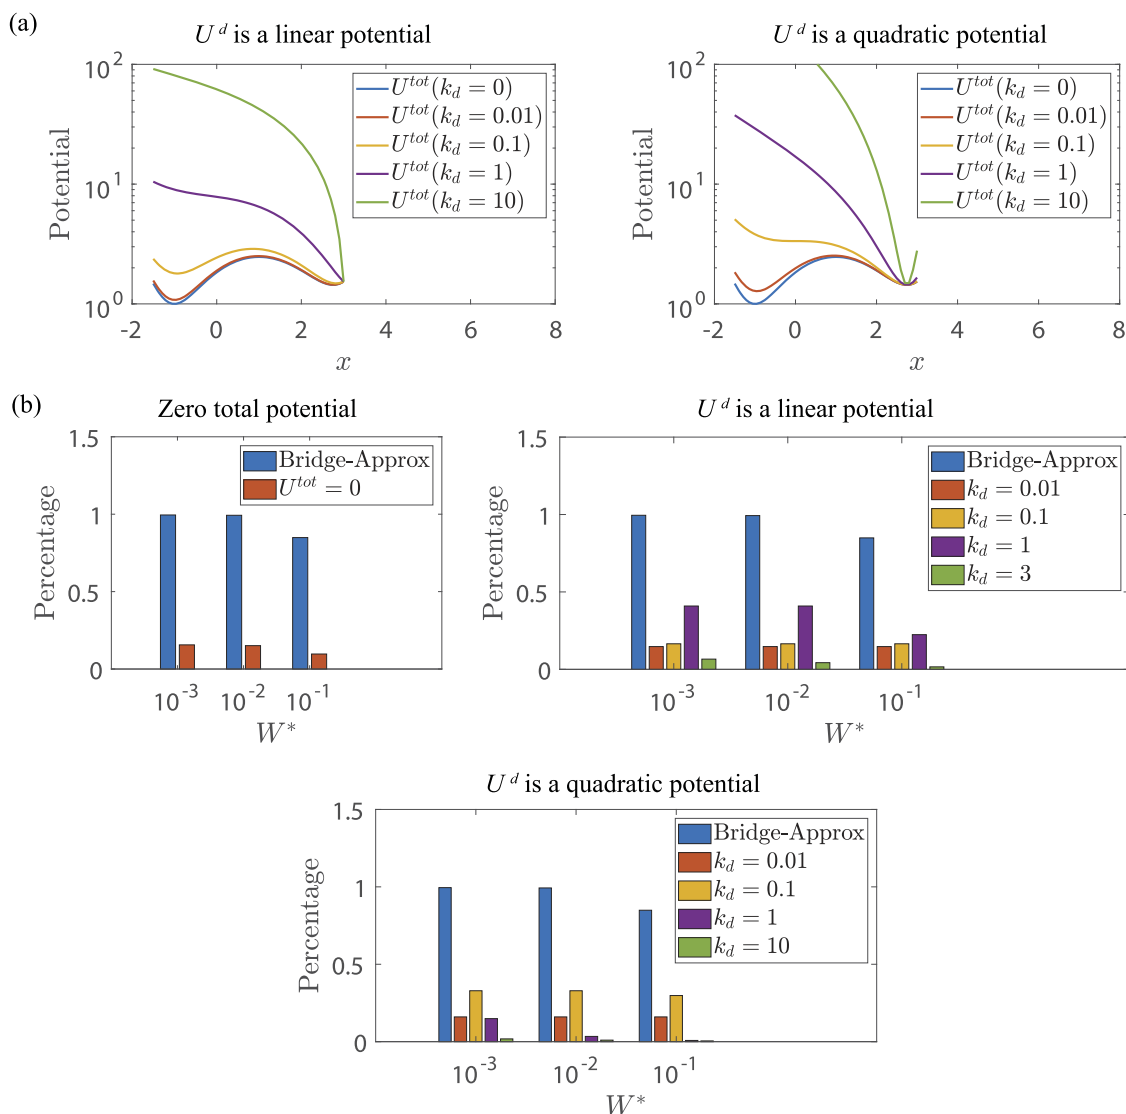 (a)
U^d is a linear potential
10^2
10^1
10^0
Potential
-2 0 2 4 6 8
x
U^tot(k_d = 0)
U^tot(k_d = 0.01)
U^tot(k_d = 0.1)
U^tot(k_d = 1)
U^tot(k_d = 10)
U^d is a quadratic potential
10^2
10^1
10^0
Potential
-2 0 2 4 6 8
x
U^tot(k_d = 0)
U^tot(k_d = 0.01)
U^tot(k_d = 0.1)
U^tot(k_d = 1)
U^tot(k_d = 10)
(b)
Zero total potential
1.5
1
0.5
0
Percentage
Bridge-Approx
U^tot = 0
10^-3 10^-2 10^-1
W*
U^d is a linear potential
1.5
1
0.5
0
Percentage
Bridge-Approx
k_d = 0.01
k_d = 0.1
k_d = 1
k_d = 3
10^-3 10^-2 10^-1
W*
U^d is a quadratic potential
1.5
1
0.5
0
Percentage
Bridge-Approx
k_d = 0.01
k_d = 0.1
k_d = 1
k_d = 10
10^-3 10^-2 10^-1
W*